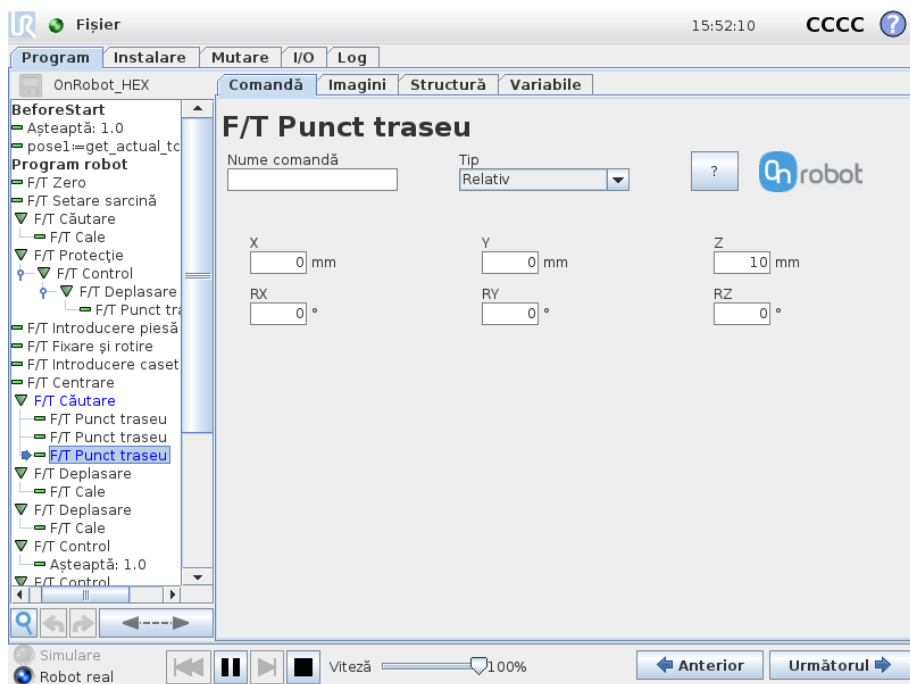 Fișier 15:52:10 CCCC ?
Program Instalare Mutare I/O Log
OnRobot_HEX
Comandă Imagini Structură Variabile
BeforeStart
Așteaptă: 1.0
pose1:=get_actual_tc
Program robot
F/T Zero
F/T Setare sarcină
F/T Căutare
F/T Cale
F/T Protecție
F/T Control
F/T Deplasare
F/T Punct tra
F/T Introducere piesă
F/T Fixare și rotire
F/T Introducere caset
F/T Centrare
F/T Căutare
F/T Punct traseu
F/T Punct traseu
F/T Punct traseu
F/T Deplasare
F/T Cale
F/T Deplasare
F/T Cale
F/T Control
Așteaptă: 1.0
F/T Control
F/T Punct traseu
Nume comandă Tip
Relativ
?
On robot
X Y Z
0 mm 0 mm 10 mm
RX RY RZ
0 ° 0 ° 0 °
Simulare
Robot real
Viteză 100%
Anterior Următorul